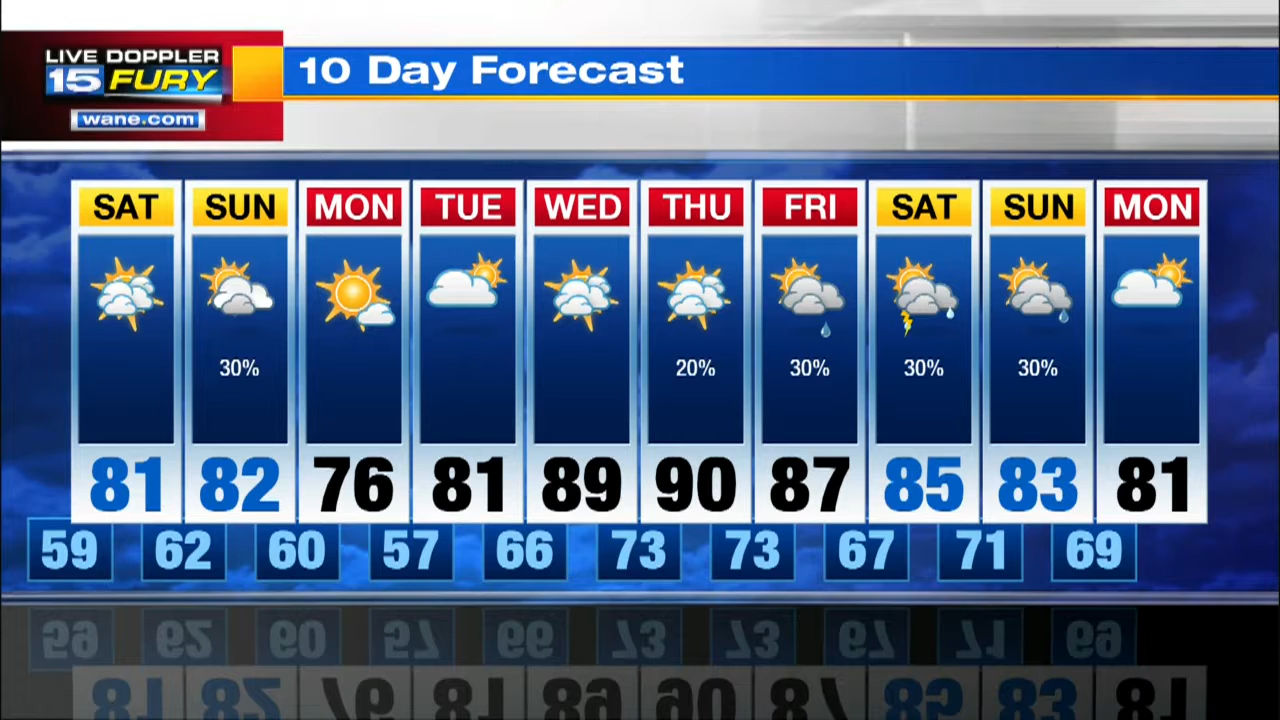 LIVE DOPPLER
15 FURY
wane.com
10 Day Forecast
SAT SUN MON TUE WED THU FRI SAT SUN MON
30% 20% 30% 30% 30%
81 82 76 81 89 90 87 85 83 81
59 62 60 57 66 73 73 67 71 69